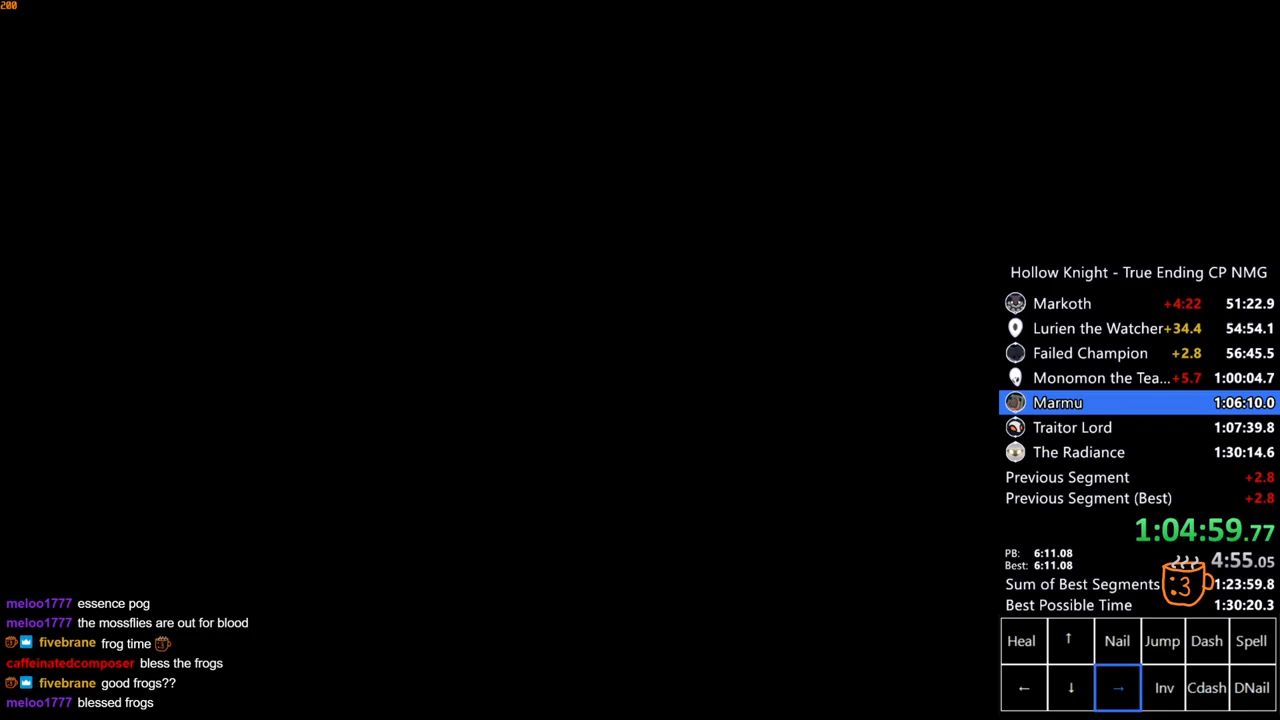 200
Hollow Knight - True Ending CP NMG
Markoth +4:22 51:22.9
Lurien the Watcher +34.4 54:54.1
Failed Champion +2.8 56:45.5
Monomon the Tea... +5.7 1:00:04.7
Marmu 1:06:10.0
Traitor Lord 1:07:39.8
The Radiance 1:30:14.6
Previous Segment +2.8
Previous Segment (Best) +2.8
1:04:59.77
PB: 6:11.08 4:55.05
Best: 6:11.08
Sum of Best Segments 1:23:59.8
Best Possible Time 1:30:20.3
Heal ↑ Nail Jump Dash Spell
← ↓ → Inv Cdash DNail
meloo1777 essence pog
meloo1777 the mossflies are out for blood
fivebrane frog time
caffeinatedcomposer bless the frogs
fivebrane good frogs??
meloo1777 blessed frogs